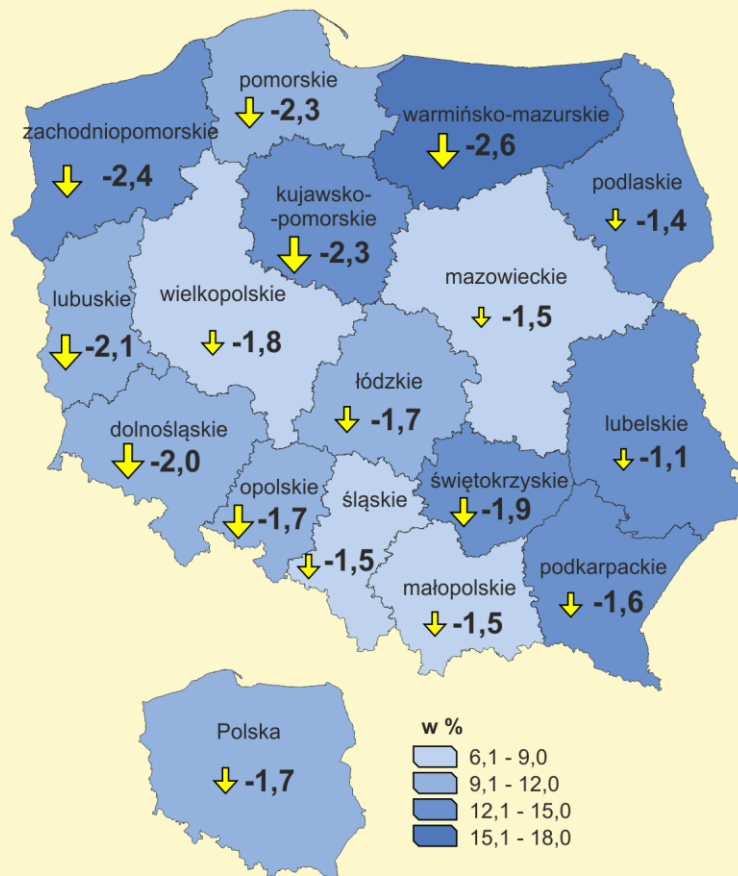 pomorskie
-2,3
warmińsko-mazurskie
-2,6
zachodniopomorskie
-2,4
podlaskie
-1,4
kujawsko-
-pomorskie
-2,3
mazowieckie
-1,5
lubuskie
-2,1
wielkopolskie
-1,8
łódzkie
-1,7
lubelskie
-1,1
dolnośląskie
-2,0
opolskie
-1,7
śląskie
-1,5
świętokrzyskie
-1,9
małopolskie
-1,5
podkarpackie
-1,6
Polska
-1,7
w %
6,1 - 9,0
9,1 - 12,0
12,1 - 15,0
15,1 - 18,0